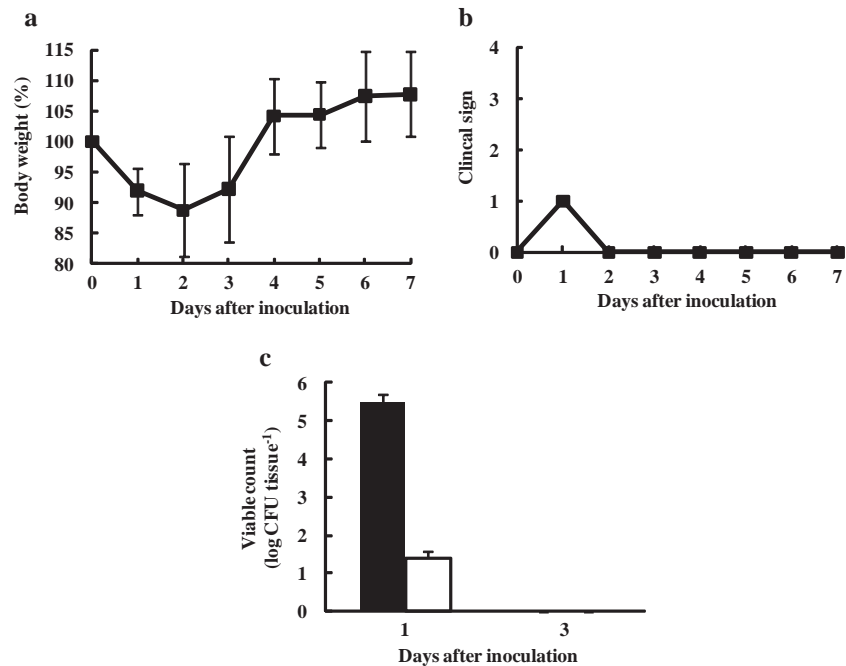 a
115
110
105
100
95
90
85
80
Body weight (%)
0 1 2 3 4 5 6 7
Days after inoculation
b
4
3
2
1
0
Clincal sign
0 1 2 3 4 5 6 7
Days after inoculation
c
6
5
4
3
2
1
0
Viable count
(log CFU tissue⁻¹)
1 3
Days after inoculation